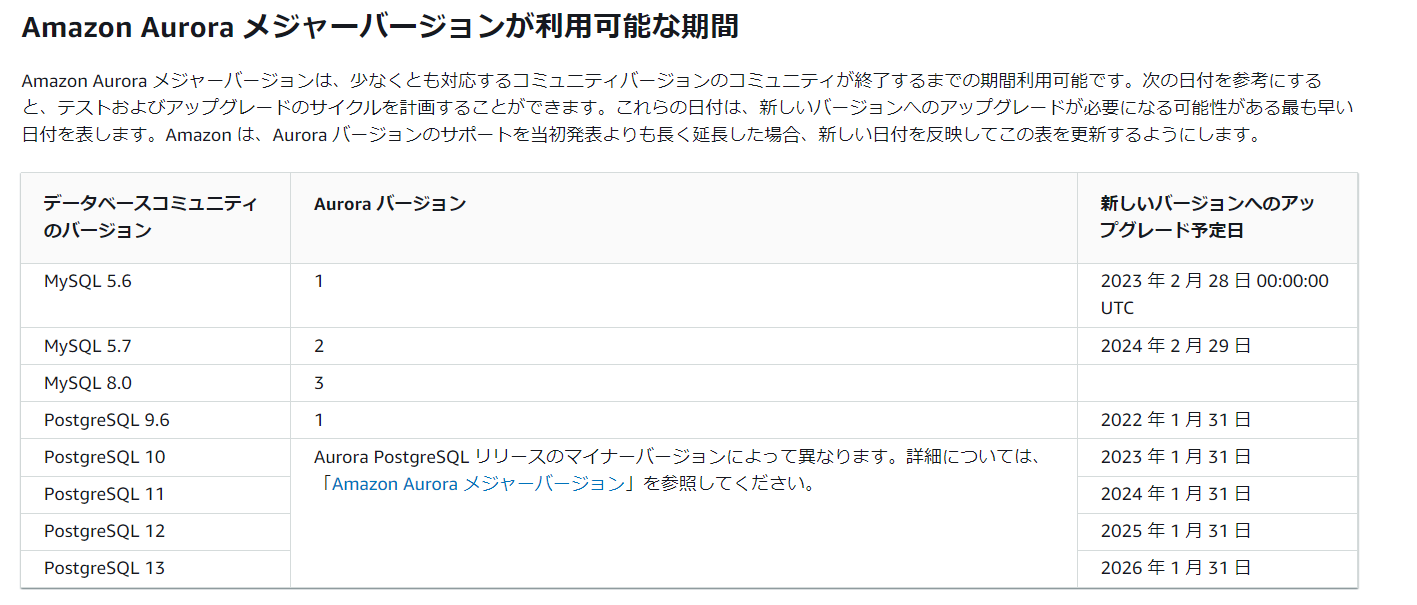 Amazon Aurora メジャーバージョンが利用可能な期間
Amazon Aurora メジャーバージョンは、少なくとも対応するコミュニティバージョンのコミュニティが終了するまでの期間利用可能です。次の日付を参考にする
と、テストおよびアップグレードのサイクルを計画することができます。これらの日付は、新しいバージョンへのアップグレードが必要になる可能性がある最も早い
日付を表します。Amazon は、Aurora バージョンのサポートを当初発表よりも長く延長した場合、新しい日付を反映してこの表を更新するようにします。
データベースコミュニティ
のバージョン
Aurora バージョン
新しいバージョンへのアッ
プグレード予定日
MySQL 5.6
1
2023 年 2 月 28 日 00:00:00
UTC
MySQL 5.7
2
2024 年 2 月 29 日
MySQL 8.0
3
PostgreSQL 9.6
1
2022 年 1 月 31 日
PostgreSQL 10
Aurora PostgreSQL リリースのマイナーバージョンによって異なります。詳細については、
「Amazon Aurora メジャーバージョン」を参照してください。
2023 年 1 月 31 日
PostgreSQL 11
2024 年 1 月 31 日
PostgreSQL 12
2025 年 1 月 31 日
PostgreSQL 13
2026 年 1 月 31 日